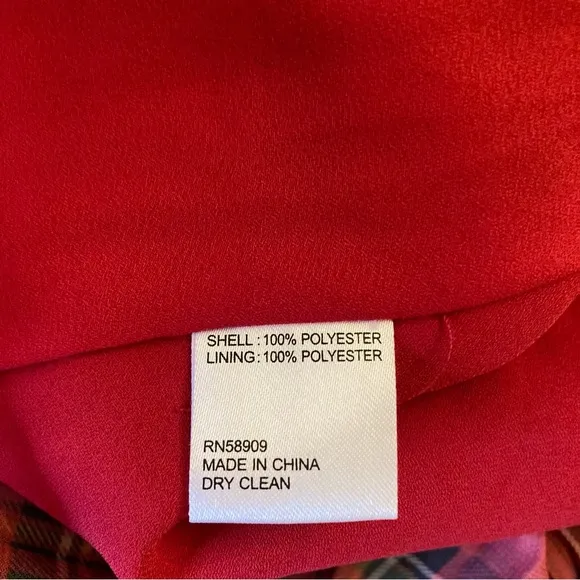 SHELL : 100% POLYESTER
LINING : 100% POLYESTER
RN58909
MADE IN CHINA
DRY CLEAN